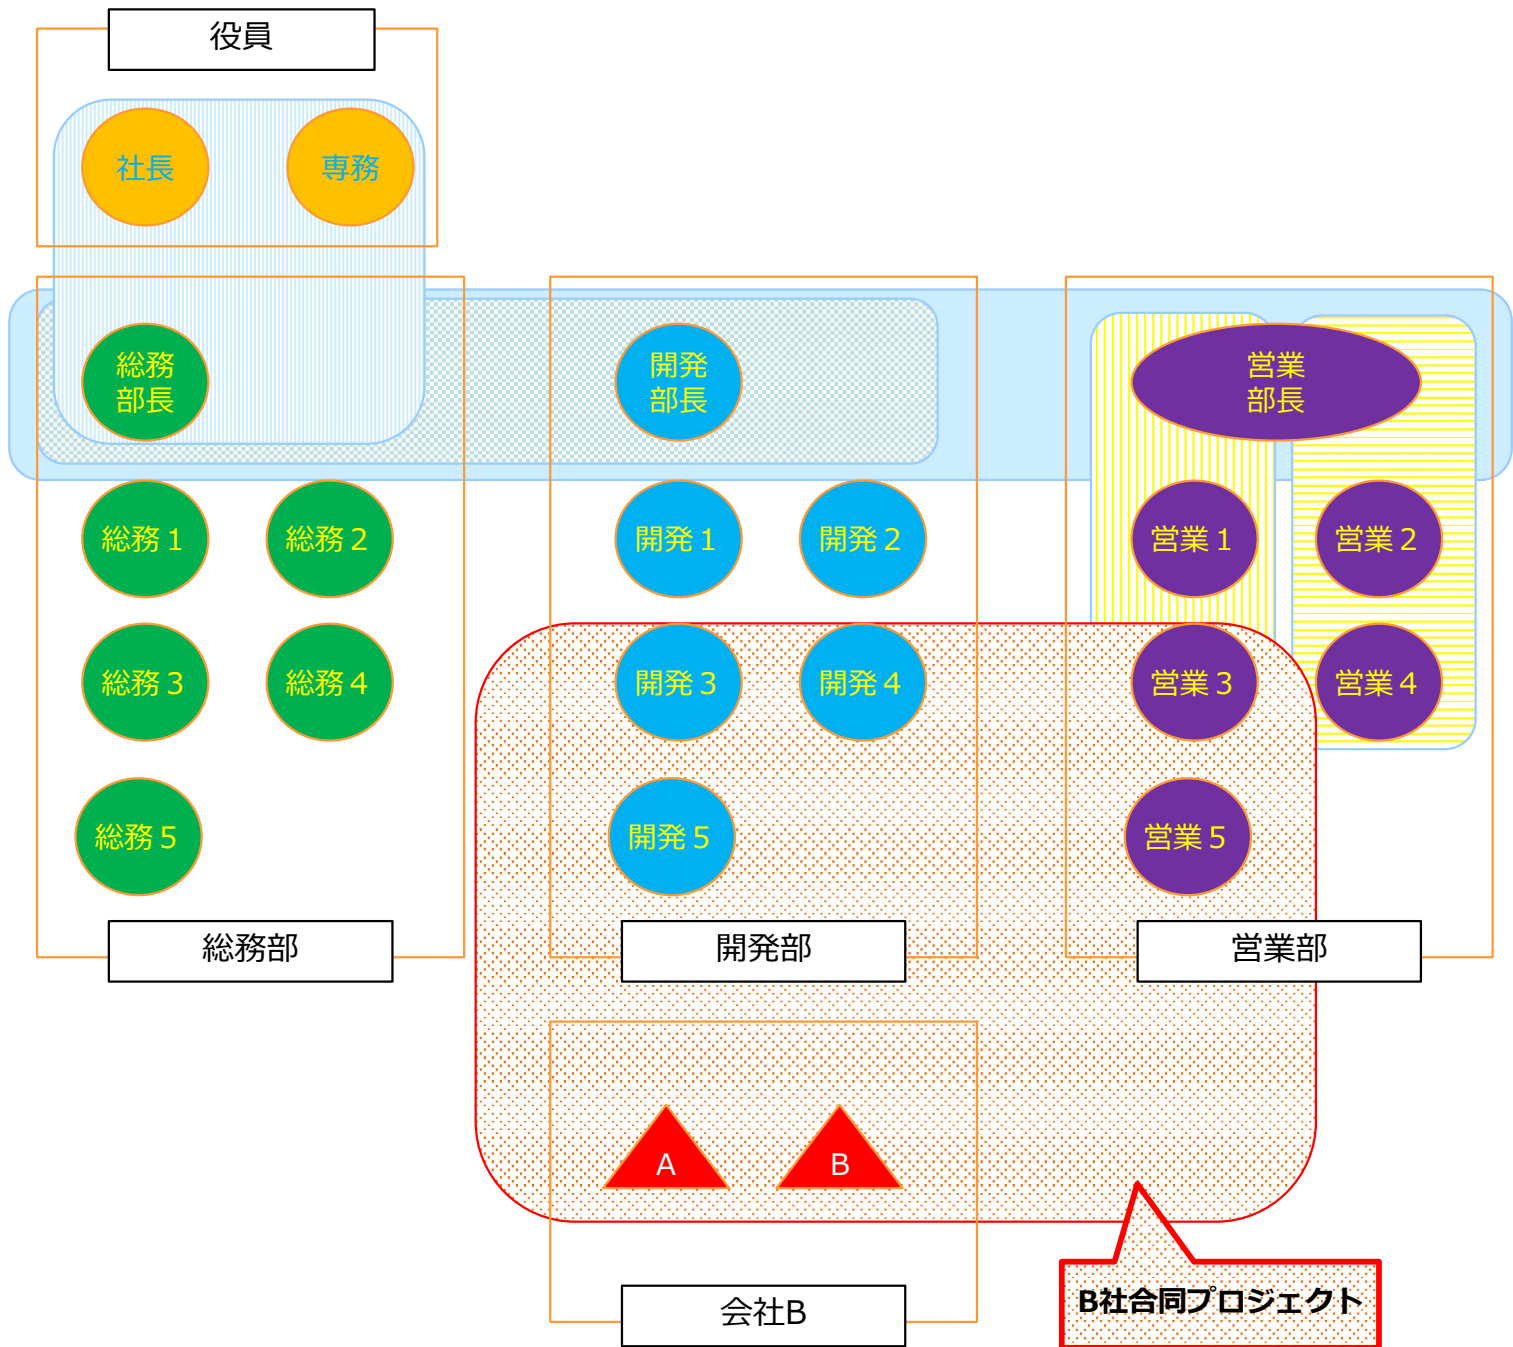 役員
社長
専務
総務
部長
開発
部長
営業
部長
総務１
総務２
開発１
開発２
営業１
営業２
総務３
総務４
開発３
開発４
営業３
営業４
総務５
開発５
営業５
総務部
開発部
営業部
A
B
B社合同プロジェクト
会社B